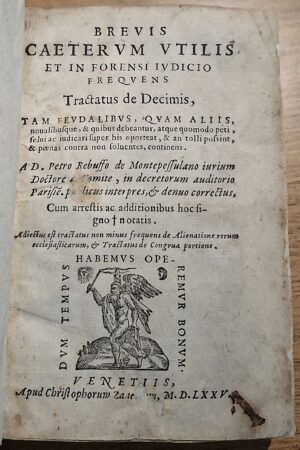 BREVIS
CAETERVM VTILIS
ET IN FORENSI IVDICIO
FREQVENS
Tractatus de Decimis,
TAM FEVDALIBVS, QVAM ALIIS,
noualibusque, & quibus debeantur, atque quomodo peti,
solui ac iudicari super his oporteat, & an tolli possint,
& pœnas contra non soluentes, continens.
A D. Petro Rebuffo de Montepessulano iurium
Doctore & Comite, in decretorum auditorio
Parisiẽ. publicus interpres, & denuo correctus,
Cum arrestis ac additionibus hoc si-
gno † notatis.
Adiectus est tractatus non minus frequens de Alienatione rerum
ecclesiasticarum, & Tractatus de Congrua portione.
DVM TEMPVS
HABEMVS OPE-
REMVR BONVM.
VENETIIS,
Apud Christophorum M. D. LXXV.